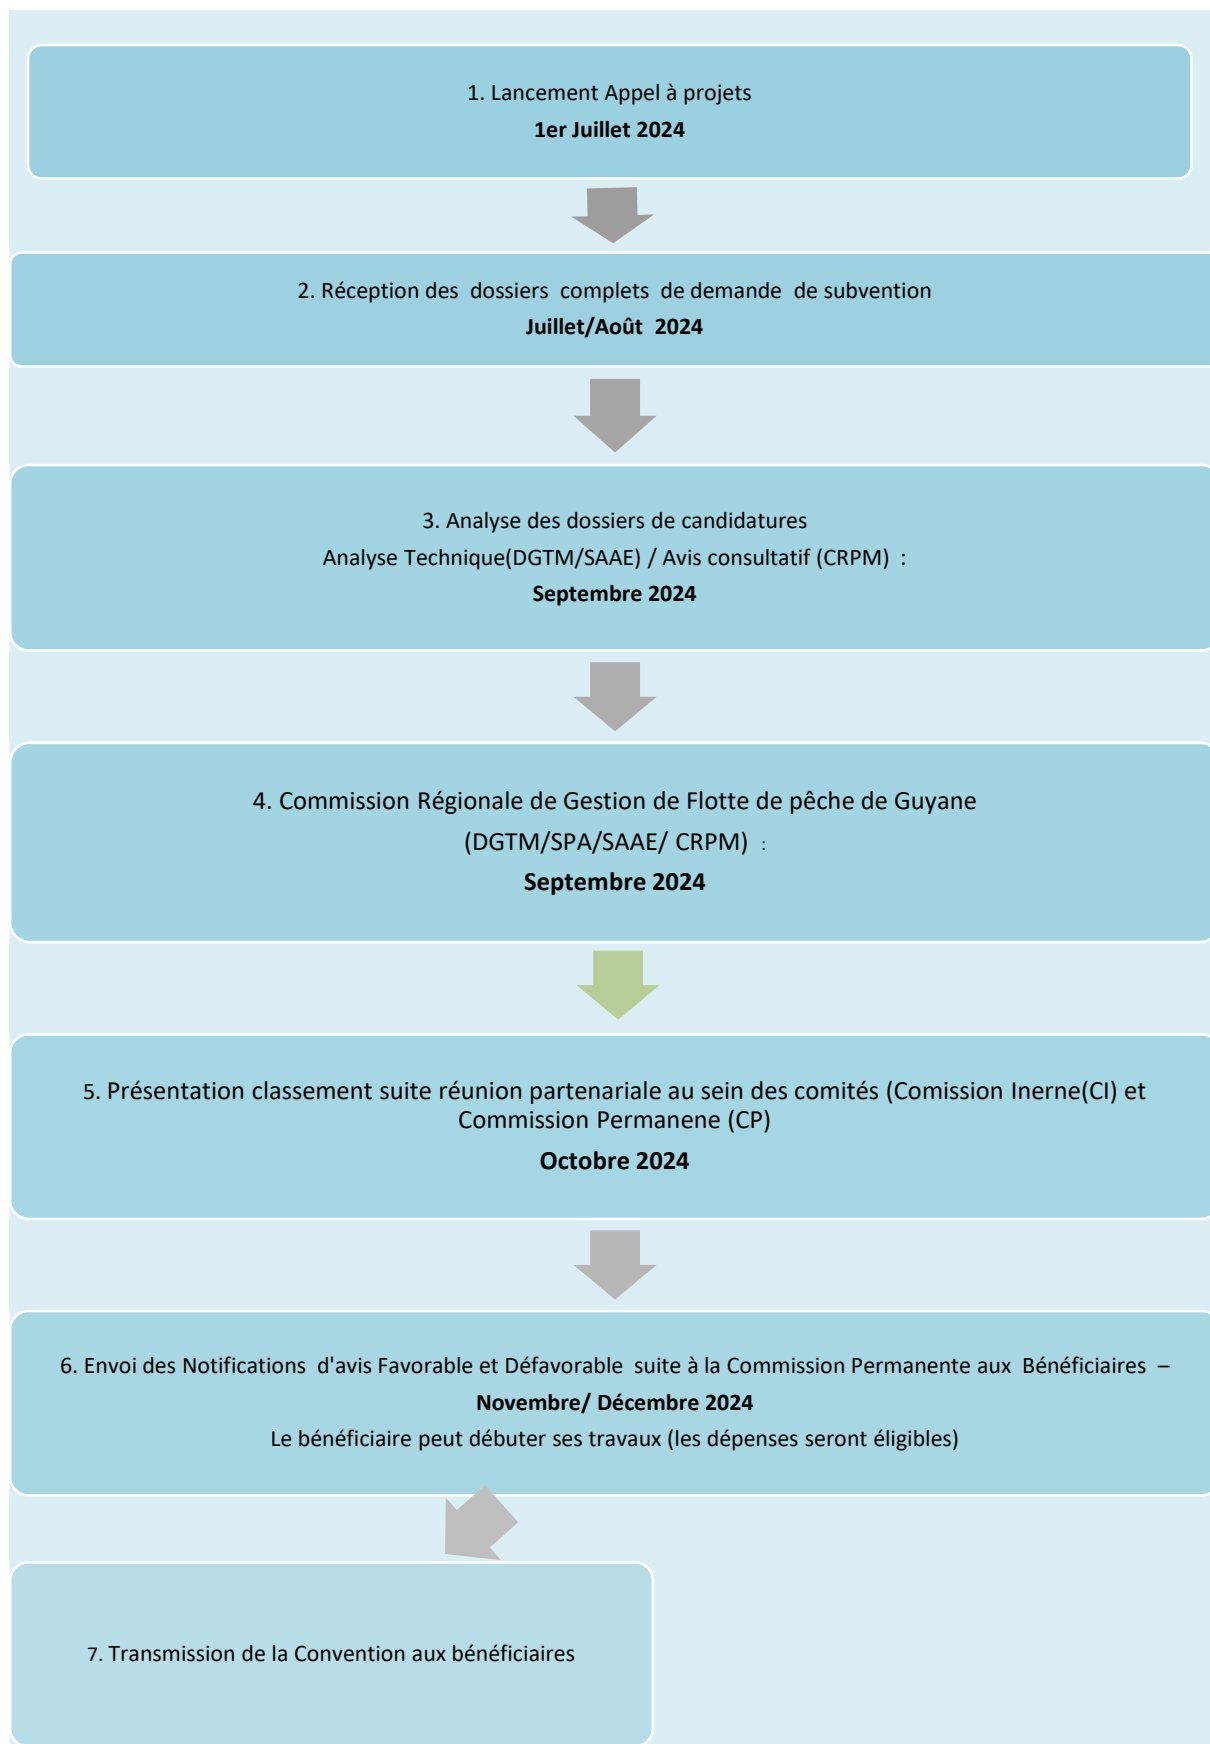 1. Lancement Appel à projets
1er Juillet 2024
2. Réception des dossiers complets de demande de subvention
Juillet/Août 2024
3. Analyse des dossiers de candidatures
Analyse Technique(DGTM/SAAE) / Avis consultatif (CRPM) :
Septembre 2024
4. Commission Régionale de Gestion de Flotte de pêche de Guyane
(DGTM/SPA/SAAE/ CRPM) :
Septembre 2024
5. Présentation classement suite réunion partenariale au sein des comités (Comission Inerne(CI) et
Commission Permanene (CP)
Octobre 2024
6. Envoi des Notifications d'avis Favorable et Défavorable suite à la Commission Permanente aux Bénéficiaires –
Novembre/ Décembre 2024
Le bénéficiaire peut débuter ses travaux (les dépenses seront éligibles)
7. Transmission de la Convention aux bénéficiaires